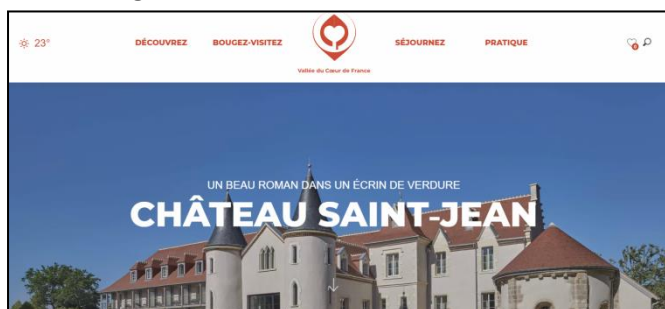 23°
DÉCOUVREZ
BOUGEZ-VISITEZ
SÉJOURNEZ
PRATIQUE
Vallée du Cœur de France
UN BEAU ROMAN DANS UN ÉCRIN DE VERDURE
CHÂTEAU SAINT-JEAN